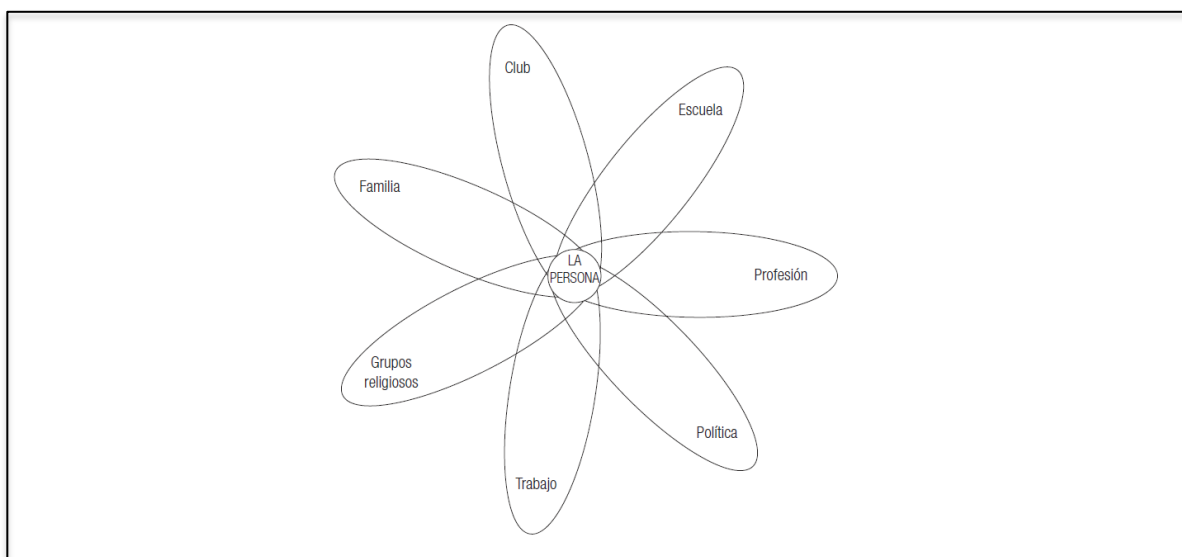 Club
Escuela
Familia
LA
PERSONA
Profesión
Grupos
religiosos
Política
Trabajo